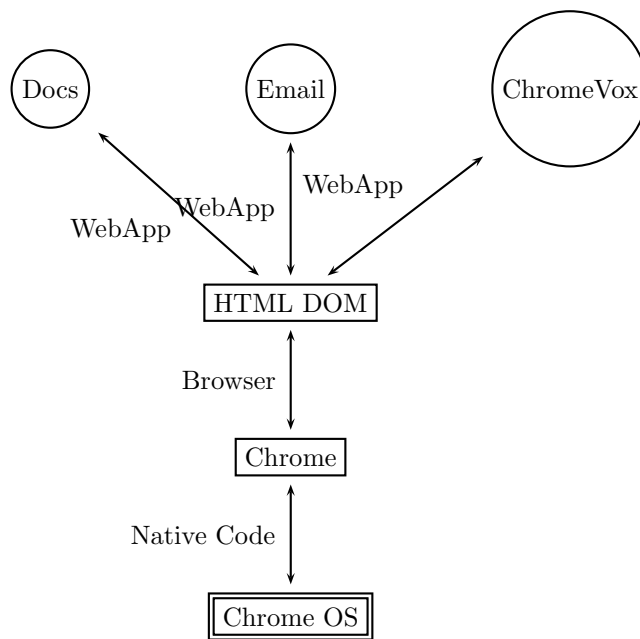 Docs
Email
ChromeVox
WebApp
WebApp
WebApp
HTML DOM
Browser
Chrome
Native Code
Chrome OS